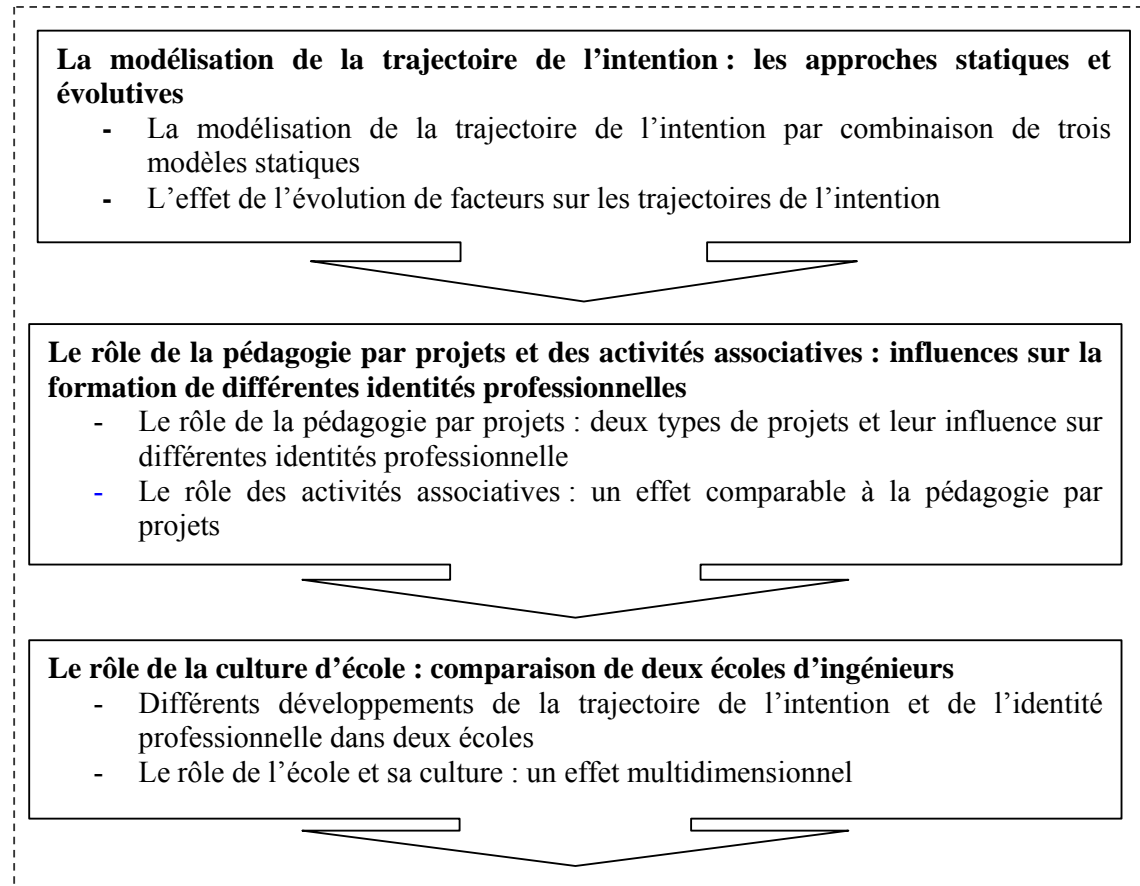 La modélisation de la trajectoire de l’intention : les approches statiques et
évolutives
- La modélisation de la trajectoire de l’intention par combinaison de trois
modèles statiques
- L’effet de l’évolution de facteurs sur les trajectoires de l’intention
Le rôle de la pédagogie par projets et des activités associatives : influences sur la
formation de différentes identités professionnelles
- Le rôle de la pédagogie par projets : deux types de projets et leur influence sur
différentes identités professionnelle
- Le rôle des activités associatives : un effet comparable à la pédagogie par
projets
Le rôle de la culture d’école : comparaison de deux écoles d’ingénieurs
- Différents développements de la trajectoire de l’intention et de l’identité
professionnelle dans deux écoles
- Le rôle de l’école et sa culture : un effet multidimensionnel